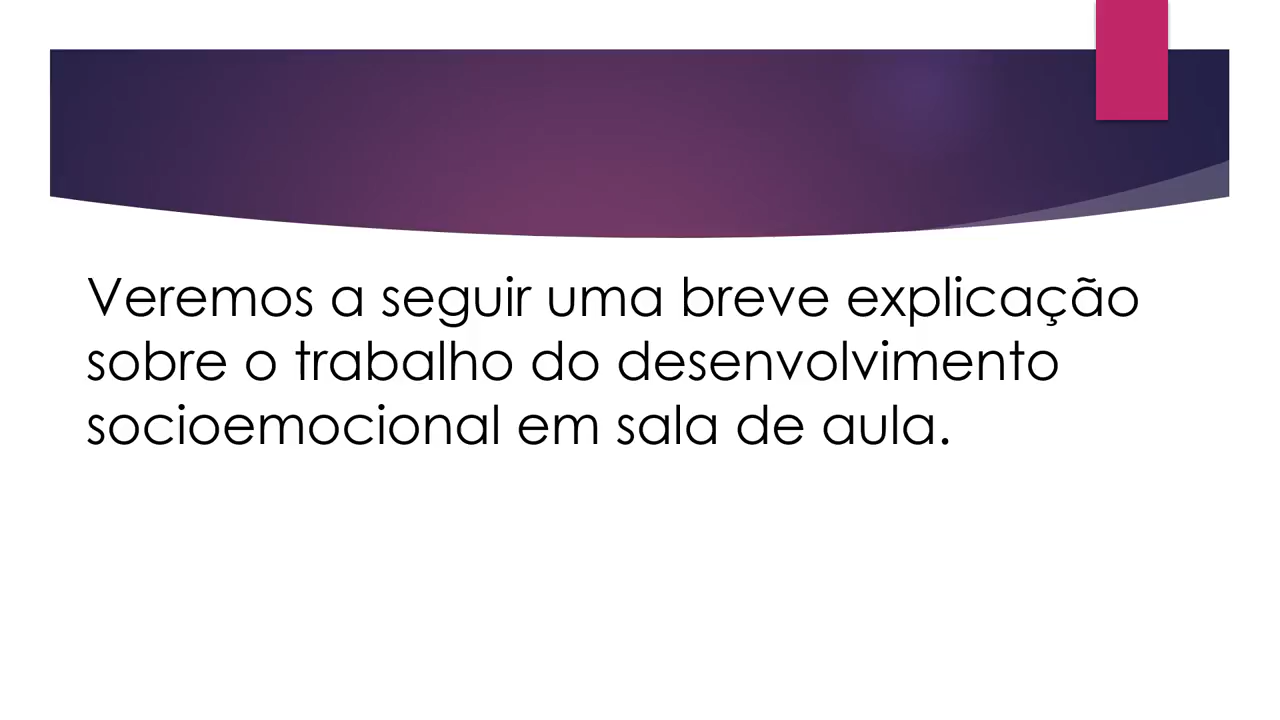 Veremos a seguir uma breve explicação
sobre o trabalho do desenvolvimento
socioemocional em sala de aula.